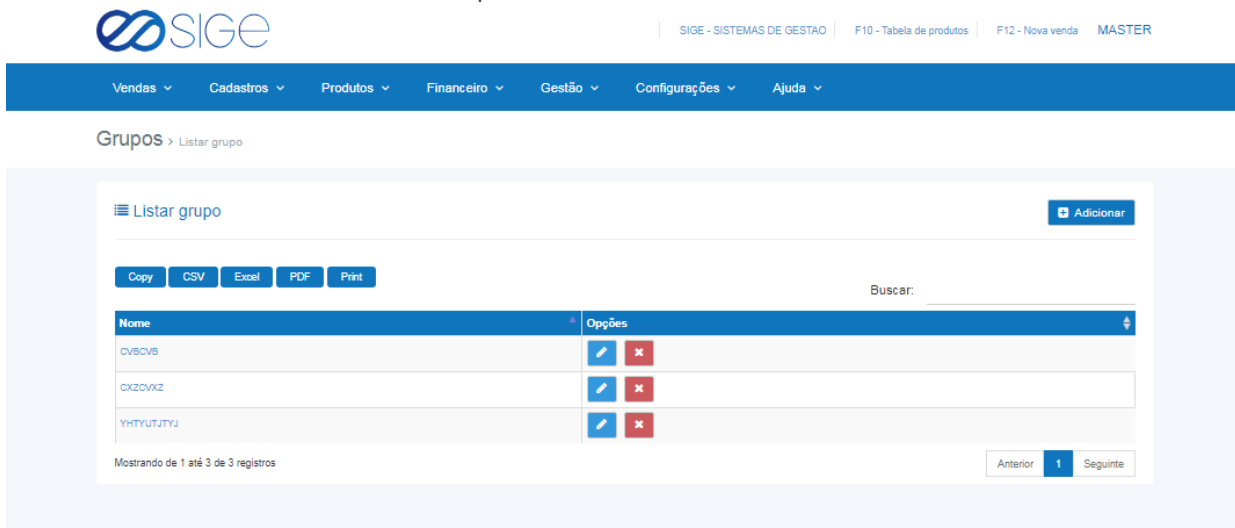 SIGE
SIGE - SISTEMAS DE GESTAO F10 - Tabela de produtos F12 - Nova venda MASTER
Vendas Cadastros Produtos Financeiro Gestão Configurações Ajuda
Grupos > Listar grupo
Listar grupo
Adicionar
Copy CSV Excel PDF Print
Buscar:
Nome Opções
CVBCVB
CXZCVXZ
YHTYUTJTYJ
Mostrando de 1 até 3 de 3 registros
Anterior 1 Seguinte